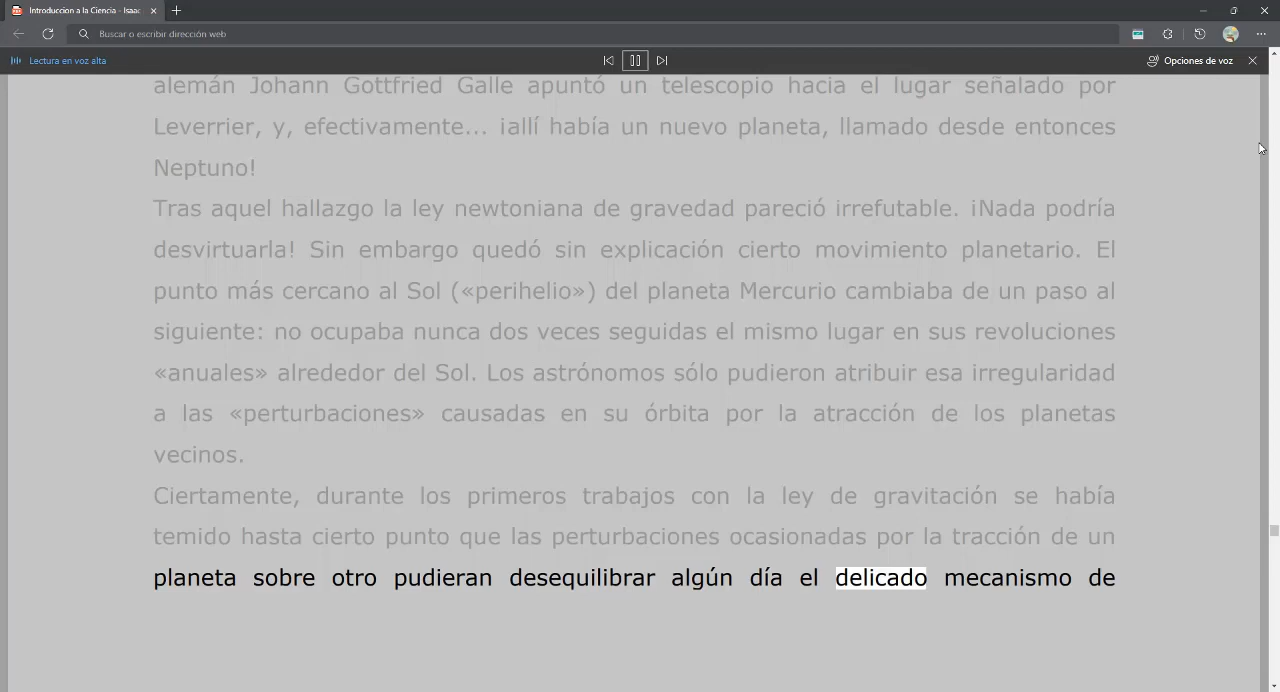 Introduccion a la Ciencia - Isaac
Buscar o escribir dirección web
Lectura en voz alta
Opciones de voz
alemán Johann Gottfried Galle apuntó un telescopio hacia el lugar señalado por
Leverrier, y, efectivamente... ¡allí había un nuevo planeta, llamado desde entonces
Neptuno!
Tras aquel hallazgo la ley newtoniana de gravedad pareció irrefutable. ¡Nada podría
desvirtuarla! Sin embargo quedó sin explicación cierto movimiento planetario. El
punto más cercano al Sol («perihelio») del planeta Mercurio cambiaba de un paso al
siguiente: no ocupaba nunca dos veces seguidas el mismo lugar en sus revoluciones
«anuales» alrededor del Sol. Los astrónomos sólo pudieron atribuir esa irregularidad
a las «perturbaciones» causadas en su órbita por la atracción de los planetas
vecinos.
Ciertamente, durante los primeros trabajos con la ley de gravitación se había
temido hasta cierto punto que las perturbaciones ocasionadas por la tracción de un
planeta sobre otro pudieran desequilibrar algún día el delicado mecanismo de